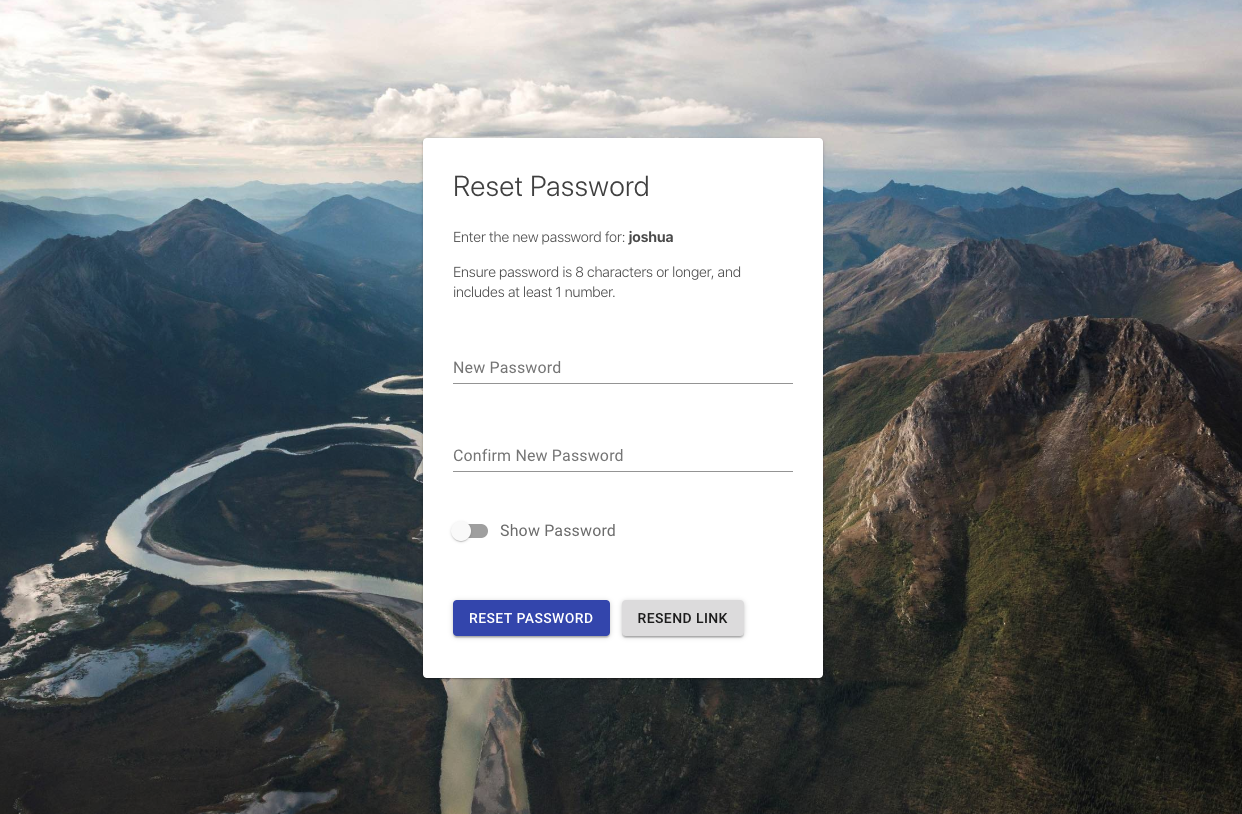 Reset Password
Enter the new password for: joshua
Ensure password is 8 characters or longer, and
includes at least 1 number.
New Password
Confirm New Password
Show Password
RESET PASSWORD RESEND LINK